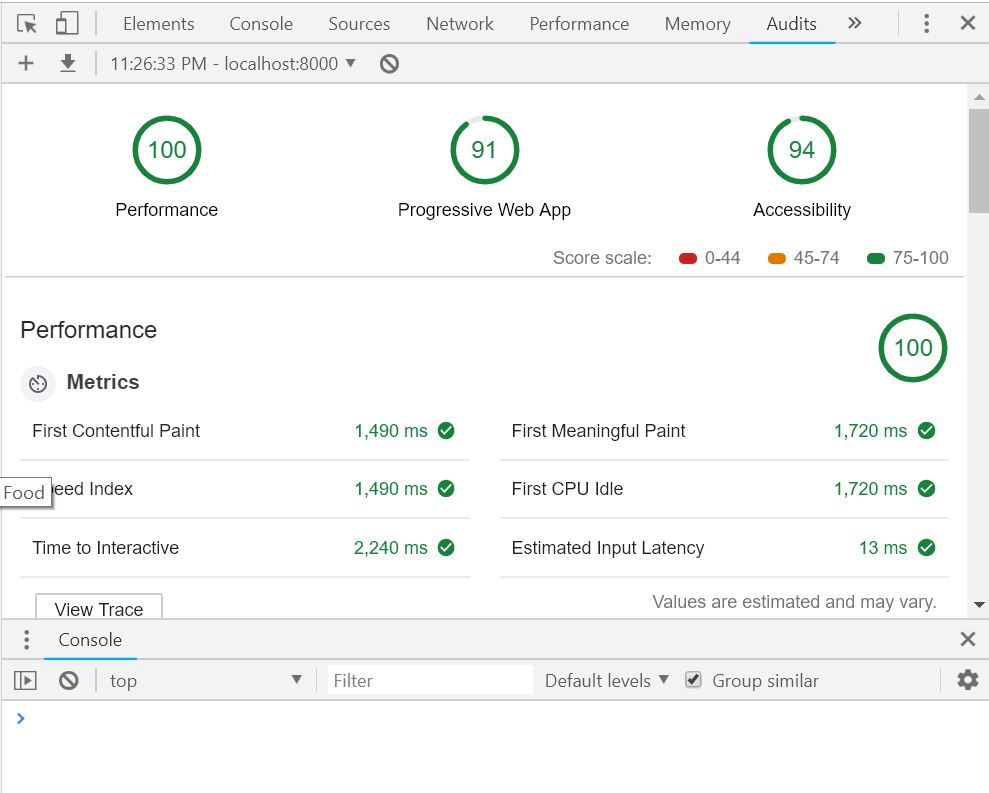 Elements Console Sources Network Performance Memory Audits »
11:26:33 PM - localhost:8000
100 91 94
Performance Progressive Web App Accessibility
Score scale: 0-44 45-74 75-100
Performance 100
Metrics
First Contentful Paint 1,490 ms First Meaningful Paint 1,720 ms
Food
eed Index 1,490 ms First CPU Idle 1,720 ms
Time to Interactive 2,240 ms Estimated Input Latency 13 ms
View Trace Values are estimated and may vary.
Console
top Filter Default levels Group similar